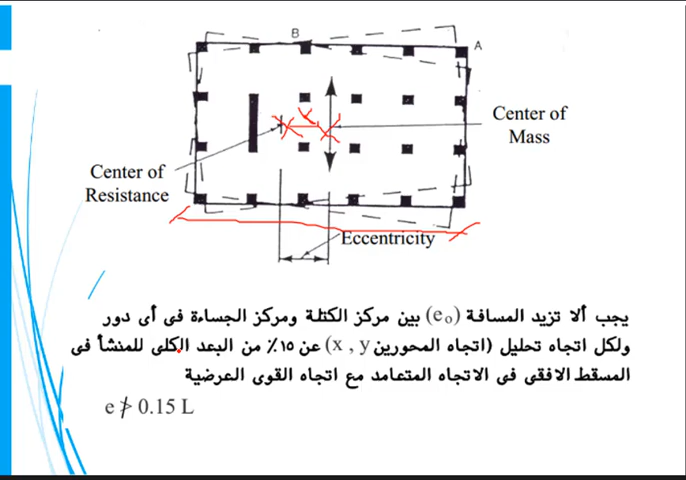 B
A
Center of
Mass
Center of
Resistance
Eccentricity
يجب ألا تزيد المسافة (e₀) بين مركز الكتلة ومركز الجساءة فى أى دور
ولكل اتجاه تحليل (اتجاه المحورين x , y) عن ١٥٪ من البعد الكلى للمنشأ فى
المسقط الافقى فى الاتجاه المتعامد مع اتجاه القوى العرضية
e ≯ 0.15 L